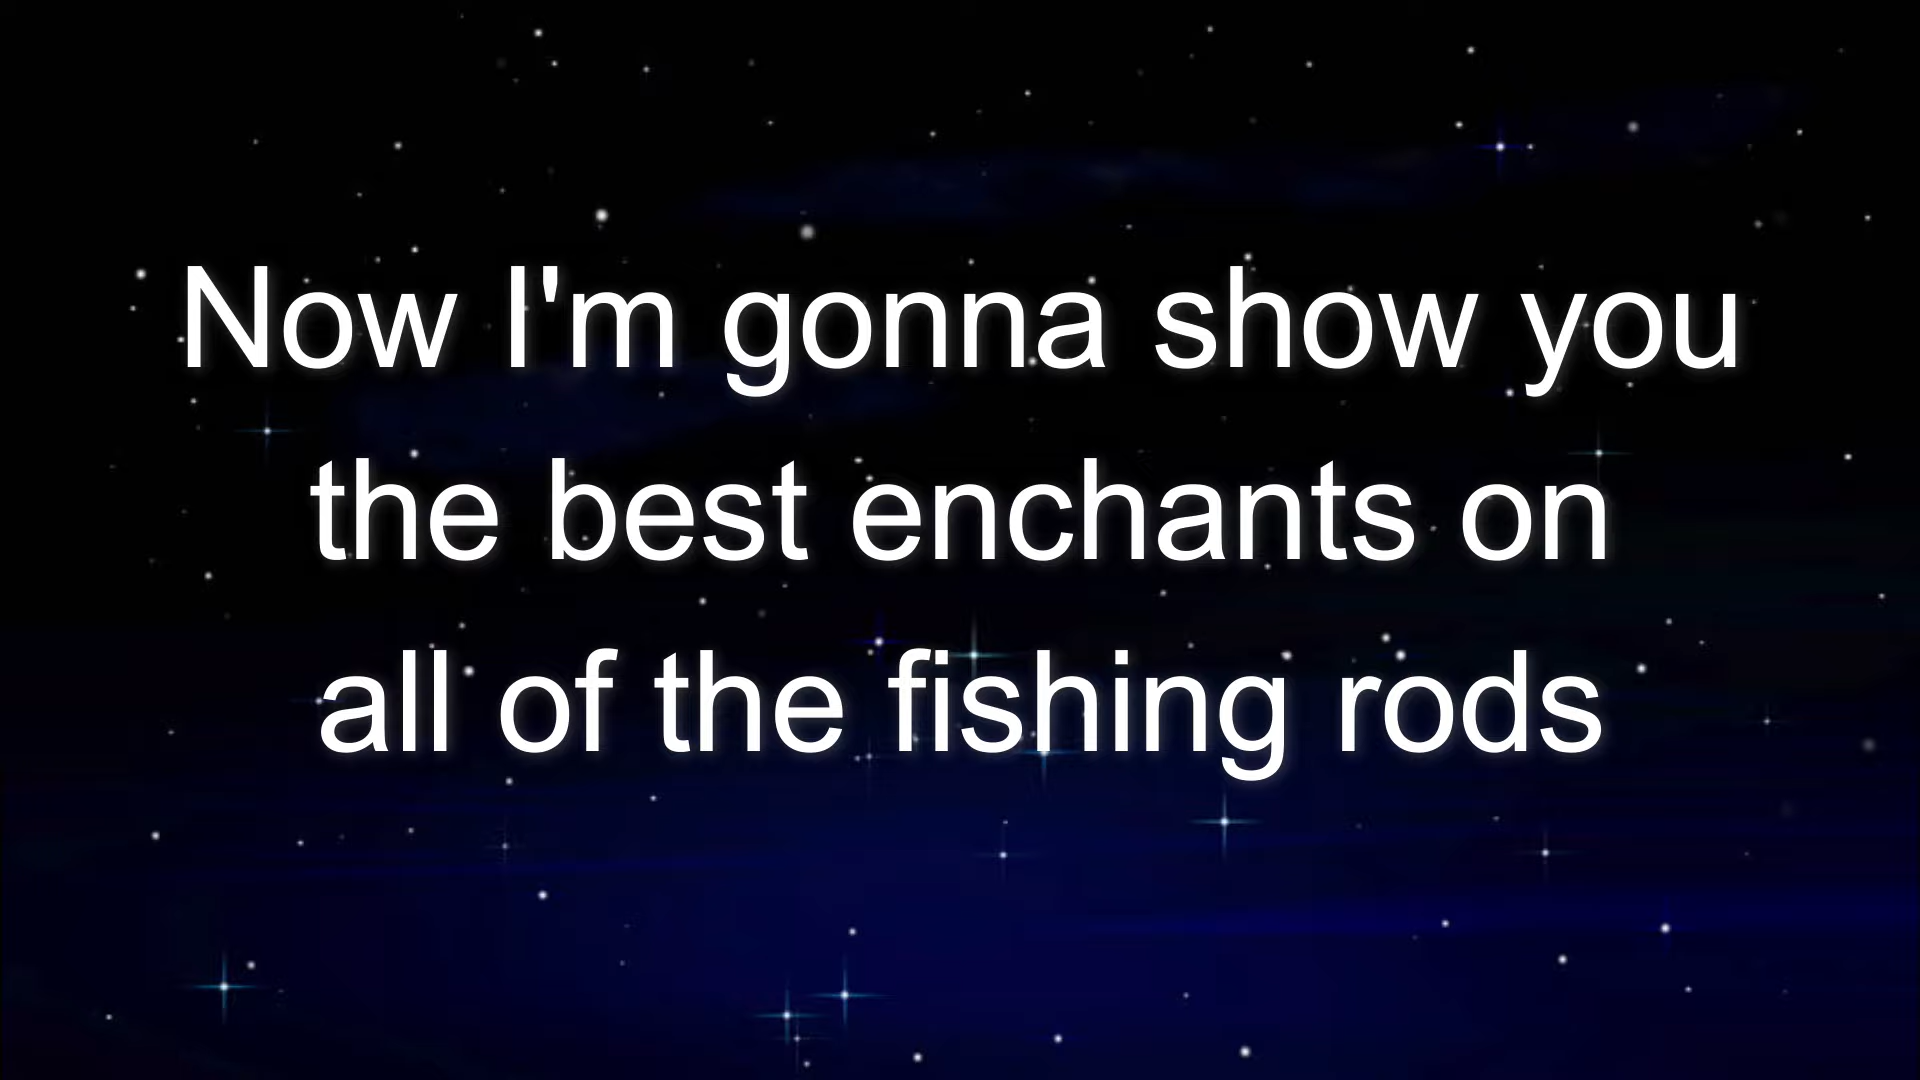 Now I'm gonna show you
the best enchants on
all of the fishing rods